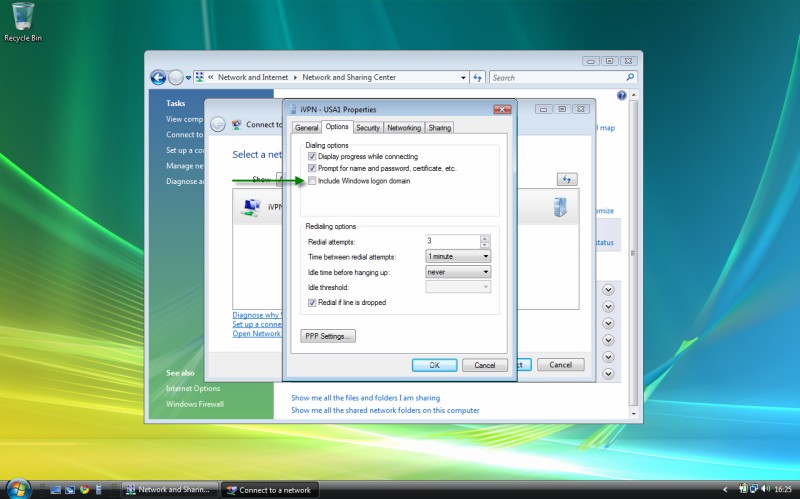 Recycle Bin
« Network and Internet ▸ Network and Sharing Center
Search
Tasks
View comp
Connect to
Set up a co
Manage ne
Diagnose a
See also
Internet Options
Windows Firewall
l map
omize
status
Show me all the files and folders I am sharing
Show me all the shared network folders on this computer
Connect to
Select a net
Show
iVPN
Diagnose why
Set up a conne
Open Network
Cancel
iVPN - USA1 Properties
General
Options
Security
Networking
Sharing
Dialing options
Display progress while connecting
Prompt for name and password, certificate, etc.
Include Windows logon domain
Redialing options
Redial attempts: 3
Time between redial attempts: 1 minute
Idle time before hanging up: never
Idle threshold:
Redial if line is dropped
PPP Settings...
OK
Cancel
Network and Sharin...
Connect to a network
16:25